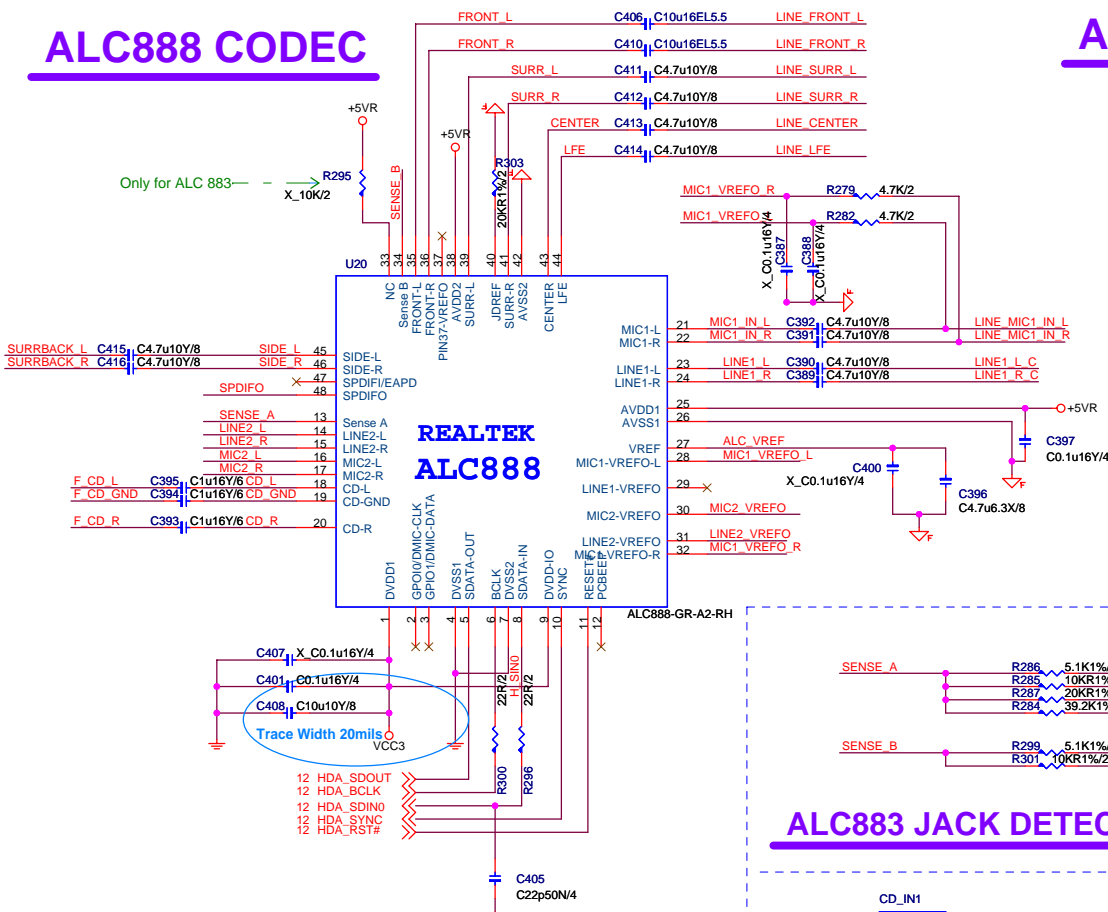 ALC888 CODEC
A
FRONT_L C406 C10u16EL5.5 LINE_FRONT_L
FRONT_R C410 C10u16EL5.5 LINE_FRONT_R
SURR_L C411 C4.7u10Y/8 LINE_SURR_L
SURR_R C412 C4.7u10Y/8 LINE_SURR_R
CENTER C413 C4.7u10Y/8 LINE_CENTER
LFE C414 C4.7u10Y/8 LINE_LFE
+5VR
+5VR
Only for ALC 883
R295
X_10K/2
SENSE_B
R303
20KR1%/2
F
F
MIC1_VREFO_R R279 4.7K/2
MIC1_VREFO R282 4.7K/2
X_C0.1u16Y/4
C387
C388
X_C0.1u16Y/4
F
U20
33 34 35 36 37 38 39 40 41 42 43 44
NC
Sense B
FRONT-L
FRONT-R
PIN37-VREFO
AVDD2
SURR-L
JDREF
SURR-R
AVSS2
CENTER
LFE
REALTEK
ALC888
SURRBACK_L C415 C4.7u10Y/8 SIDE_L 45 SIDE-L
SURRBACK_R C416 C4.7u10Y/8 SIDE_R 46 SIDE-R
47 SPDIFI/EAPD
SPDIFO 48 SPDIFO
SENSE_A 13 Sense A
LINE2_L 14 LINE2-L
LINE2_R 15 LINE2-R
MIC2_L 16 MIC2-L
MIC2_R 17 MIC2-R
F_CD_L C395 C1u16Y/6 CD_L 18 CD-L
F_CD_GND C394 C1u16Y/6 CD_GND 19 CD-GND
F_CD_R C393 C1u16Y/6 CD_R 20 CD-R
MIC1-L 21 MIC1_IN_L C392 C4.7u10Y/8 LINE_MIC1_IN_L
MIC1-R 22 MIC1_IN_R C391 C4.7u10Y/8 LINE_MIC1_IN_R
LINE1-L 23 LINE1_L C390 C4.7u10Y/8 LINE1_L_C
LINE1-R 24 LINE1_R C389 C4.7u10Y/8 LINE1_R_C
AVDD1 25 +5VR
AVSS1 26
C397
C0.1u16Y/4
F
VREF 27 ALC_VREF
MIC1-VREFO-L 28 MIC1_VREFO_L
C400
X_C0.1u16Y/4
C396
C4.7u6.3X/8
F
LINE1-VREFO 29
MIC2-VREFO 30 MIC2_VREFO
LINE2-VREFO 31 LINE2_VREFO
MIC1-VREFO-R 32 MIC1_VREFO_R
DVDD1
GPOI0/DMIC-CLK
GPIO1/DMIC-DATA
DVSS1
SDATA-OUT
BCLK
DVSS2
SDATA-IN
DVDD-IO
SYNC
RESET#
PCBEEP
1 2 3 4 5 6 7 8 9 10 11 12
ALC888-GR-A2-RH
C407 X_C0.1u16Y/4
C401 C0.1u16Y/4
C408 C10u10Y/8
Trace Width 20mils
VCC3
22R/2
H_SIN0
22R/2
R300
R296
12 HDA_SDOUT
12 HDA_BCLK
12 HDA_SDIN0
12 HDA_SYNC
12 HDA_RST#
C405
C22p50N/4
SENSE_A R286 5.1K1%/
R285 10KR1%
R287 20KR1%
R284 39.2K1%
SENSE_B R299 5.1K1%/
R301 10KR1%/2
ALC883 JACK DETEC
CD_IN1